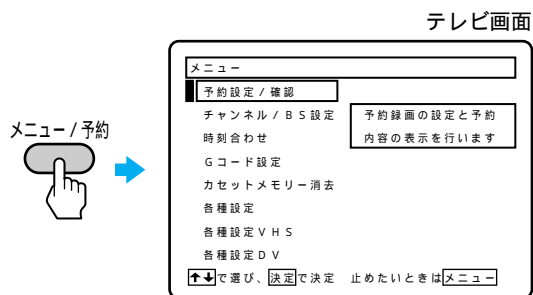 テレビ画面
メニュー / 予約
メニュー
予約設定 / 確認
チャンネル / BS設定
時刻合わせ
Gコード設定
カセットメモリー消去
各種設定
各種設定VHS
各種設定DV
予約録画の設定と予約
内容の表示を行います
↑↓で選び、決定で決定 止めたいときはメニュー